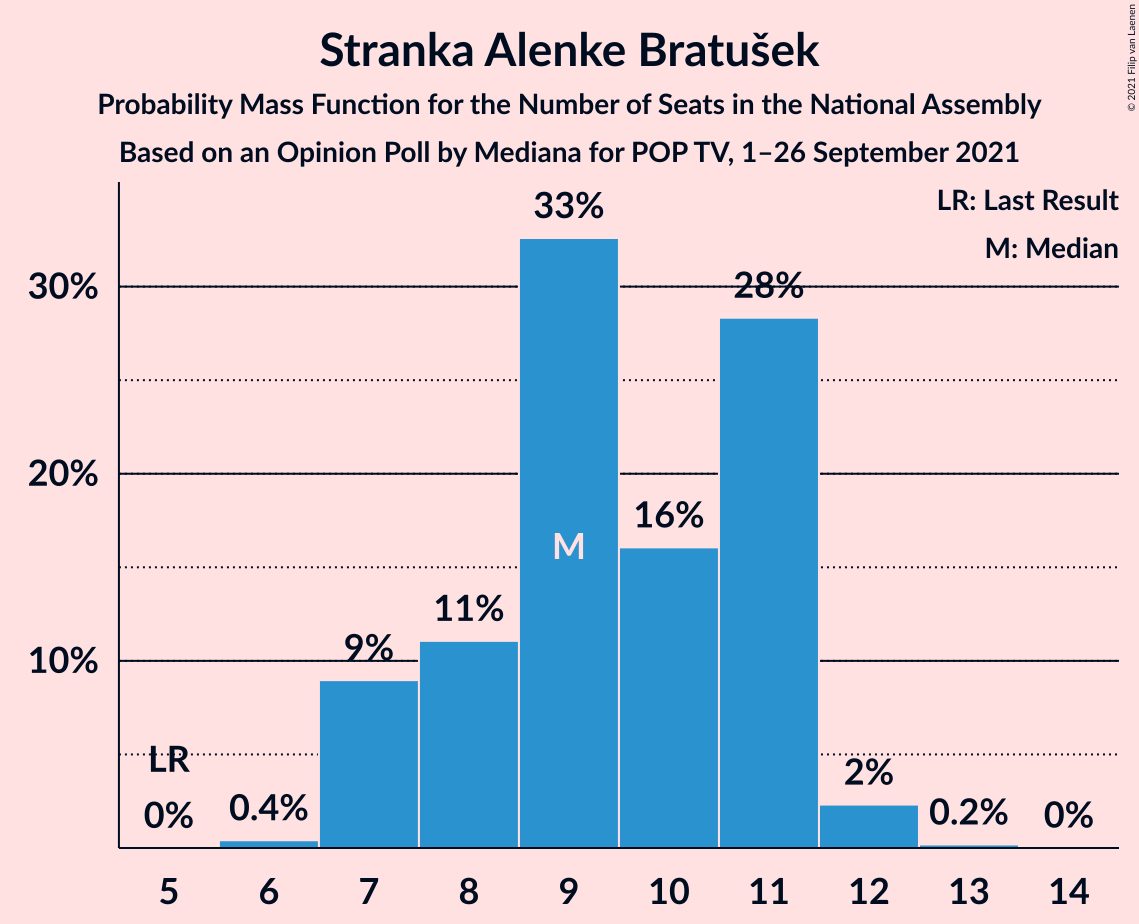 Stranka Alenke Bratušek
Probability Mass Function for the Number of Seats in the National Assembly
Based on an Opinion Poll by Mediana for POP TV, 1–26 September 2021
© 2021 Filip van Laenen
LR: Last Result
M: Median
33%
30%
28%
20%
16%
M
11%
10%
9%
LR
2%
0%
0.4%
0.2%
0%
5 6 7 8 9 10 11 12 13 14